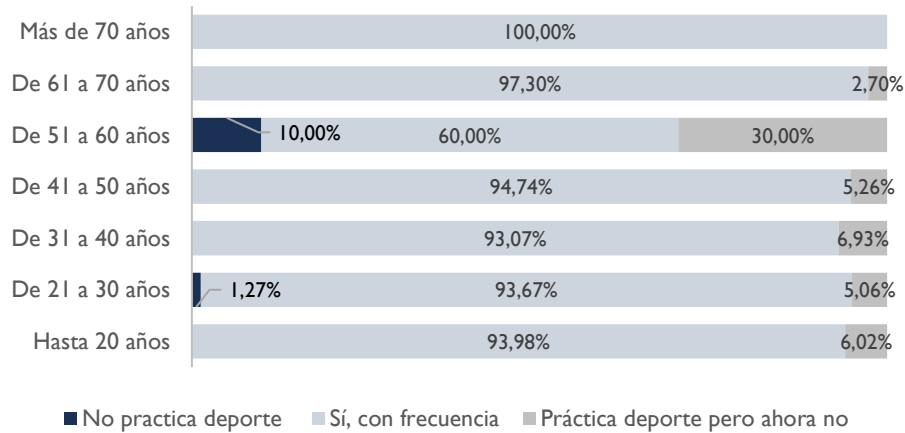 Más de 70 años 100,00%
De 61 a 70 años 97,30% 2,70%
De 51 a 60 años 10,00% 60,00% 30,00%
De 41 a 50 años 94,74% 5,26%
De 31 a 40 años 93,07% 6,93%
De 21 a 30 años 1,27% 93,67% 5,06%
Hasta 20 años 93,98% 6,02%
No practica deporte Sí, con frecuencia Práctica deporte pero ahora no